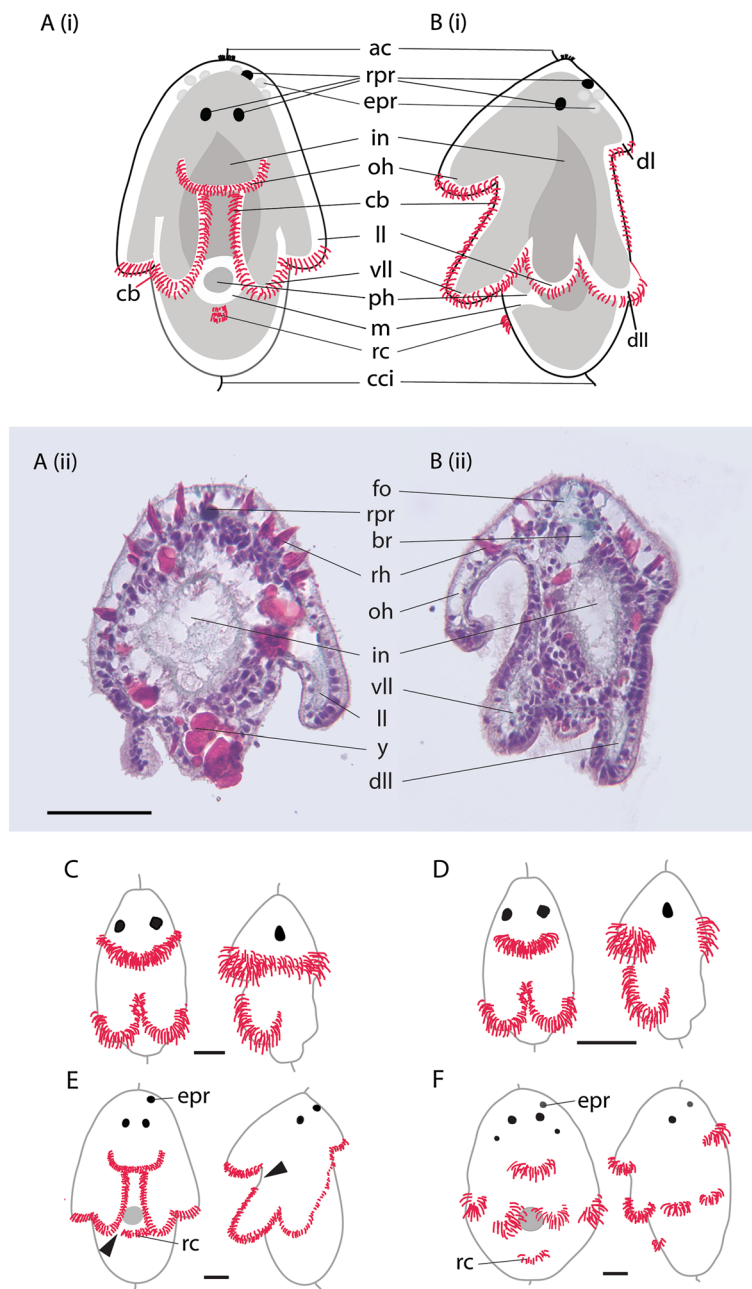 A (i)
B (i)
ac
rpr
epr
in
oh
dl
cb
ll
vll
cb
ph
m
dll
rc
cci
A (ii)
B (ii)
fo
rpr
br
rh
oh
in
vll
ll
y
dll
C
D
E
epr
F
epr
rc
rc